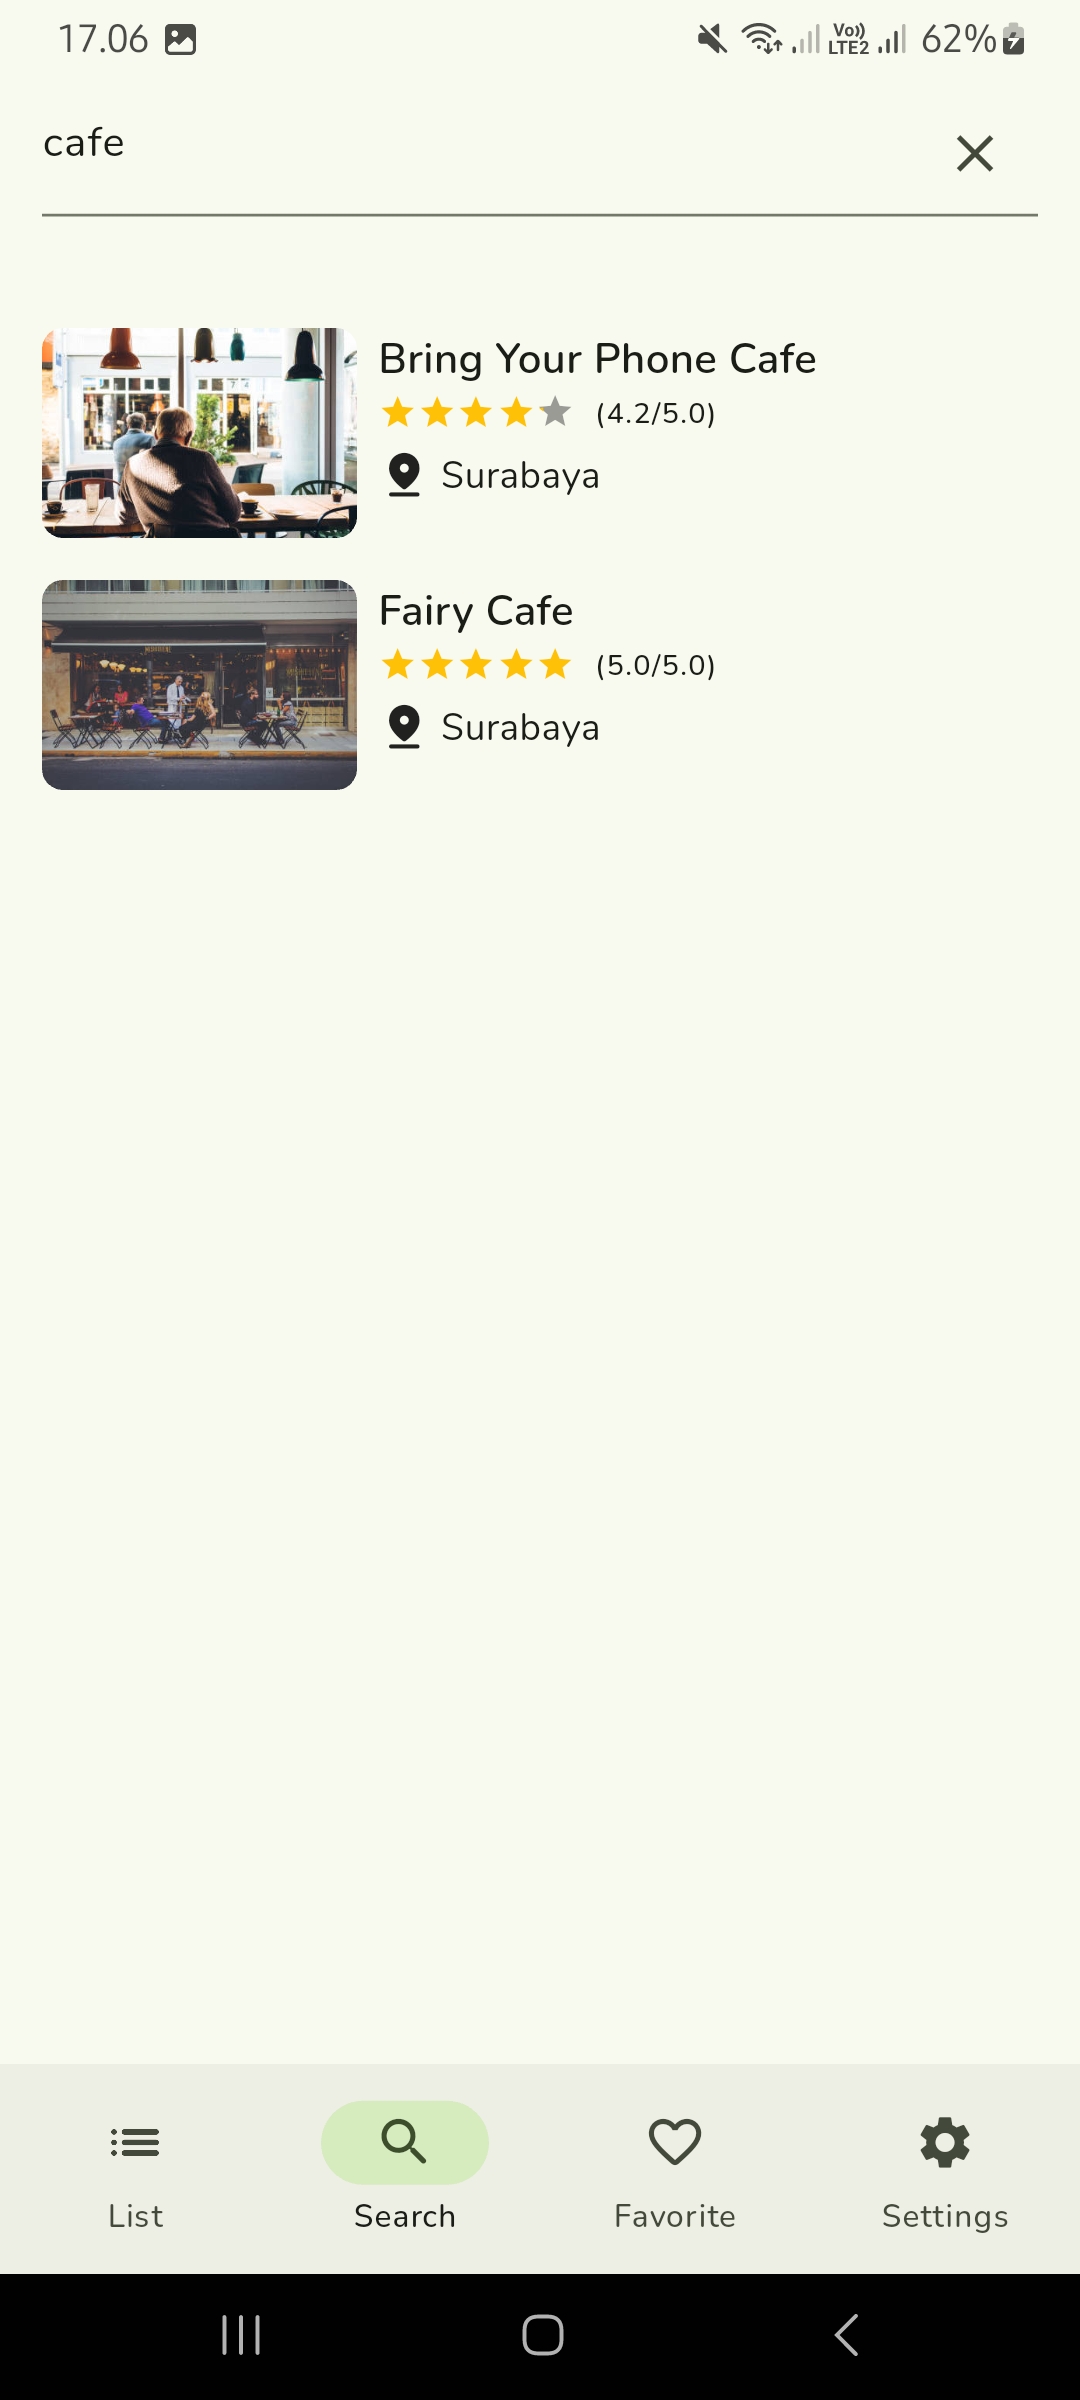 17.06
Vo)) LTE2 62%
cafe
Bring Your Phone Cafe
(4.2/5.0)
Surabaya
Fairy Cafe
(5.0/5.0)
Surabaya
List Search Favorite Settings